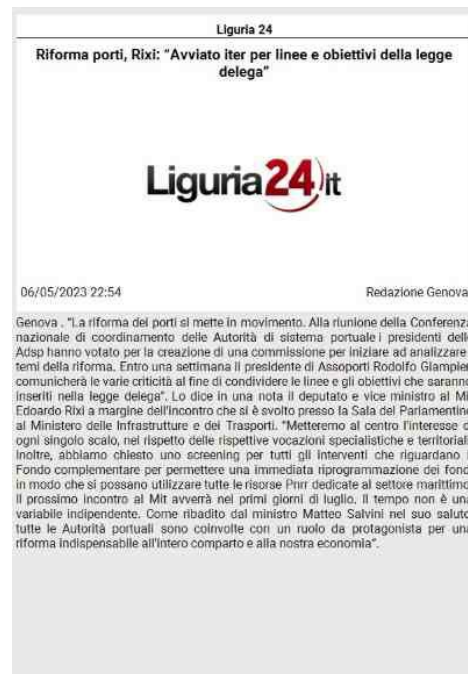 Liguria 24
Riforma porti, Rixi: “Avviato iter per linee e obiettivi della legge
delega”
Liguria24.it
06/05/2023 22:54
Redazione Genova
Genova . “La riforma dei porti si mette in movimento. Alla riunione della Conferenza
nazionale di coordinamento delle Autorità di sistema portuale i presidenti delle
Adsp hanno votato per la creazione di una commissione per iniziare ad analizzare i
temi della riforma. Entro una settimana il presidente di Assoporti Rodolfo Giampieri
comunicherà le varie criticità al fine di condividere le linee e gli obiettivi che saranno
inseriti nella legge delega”. Lo dice in una nota il deputato e vice ministro al Mit
Edoardo Rixi a margine dell'incontro che si è svolto presso la Sala del Parlamentino
al Ministero delle Infrastrutture e dei Trasporti. “Metteremo al centro l'interesse di
ogni singolo scalo, nel rispetto delle rispettive vocazioni specialistiche e territoriali.
Inoltre, abbiamo chiesto uno screening per tutti gli interventi che riguardano il
Fondo complementare per permettere una immediata riprogrammazione dei fondi
in modo che si possano utilizzare tutte le risorse Pnrr dedicate al settore marittimo.
Il prossimo incontro al Mit avverrà nei primi giorni di luglio. Il tempo non è una
variabile indipendente. Come ribadito dal ministro Matteo Salvini nel suo saluto
tutte le Autorità portuali sono coinvolte con un ruolo da protagonista per una
riforma indispensabile all'intero comparto e alla nostra economia”.